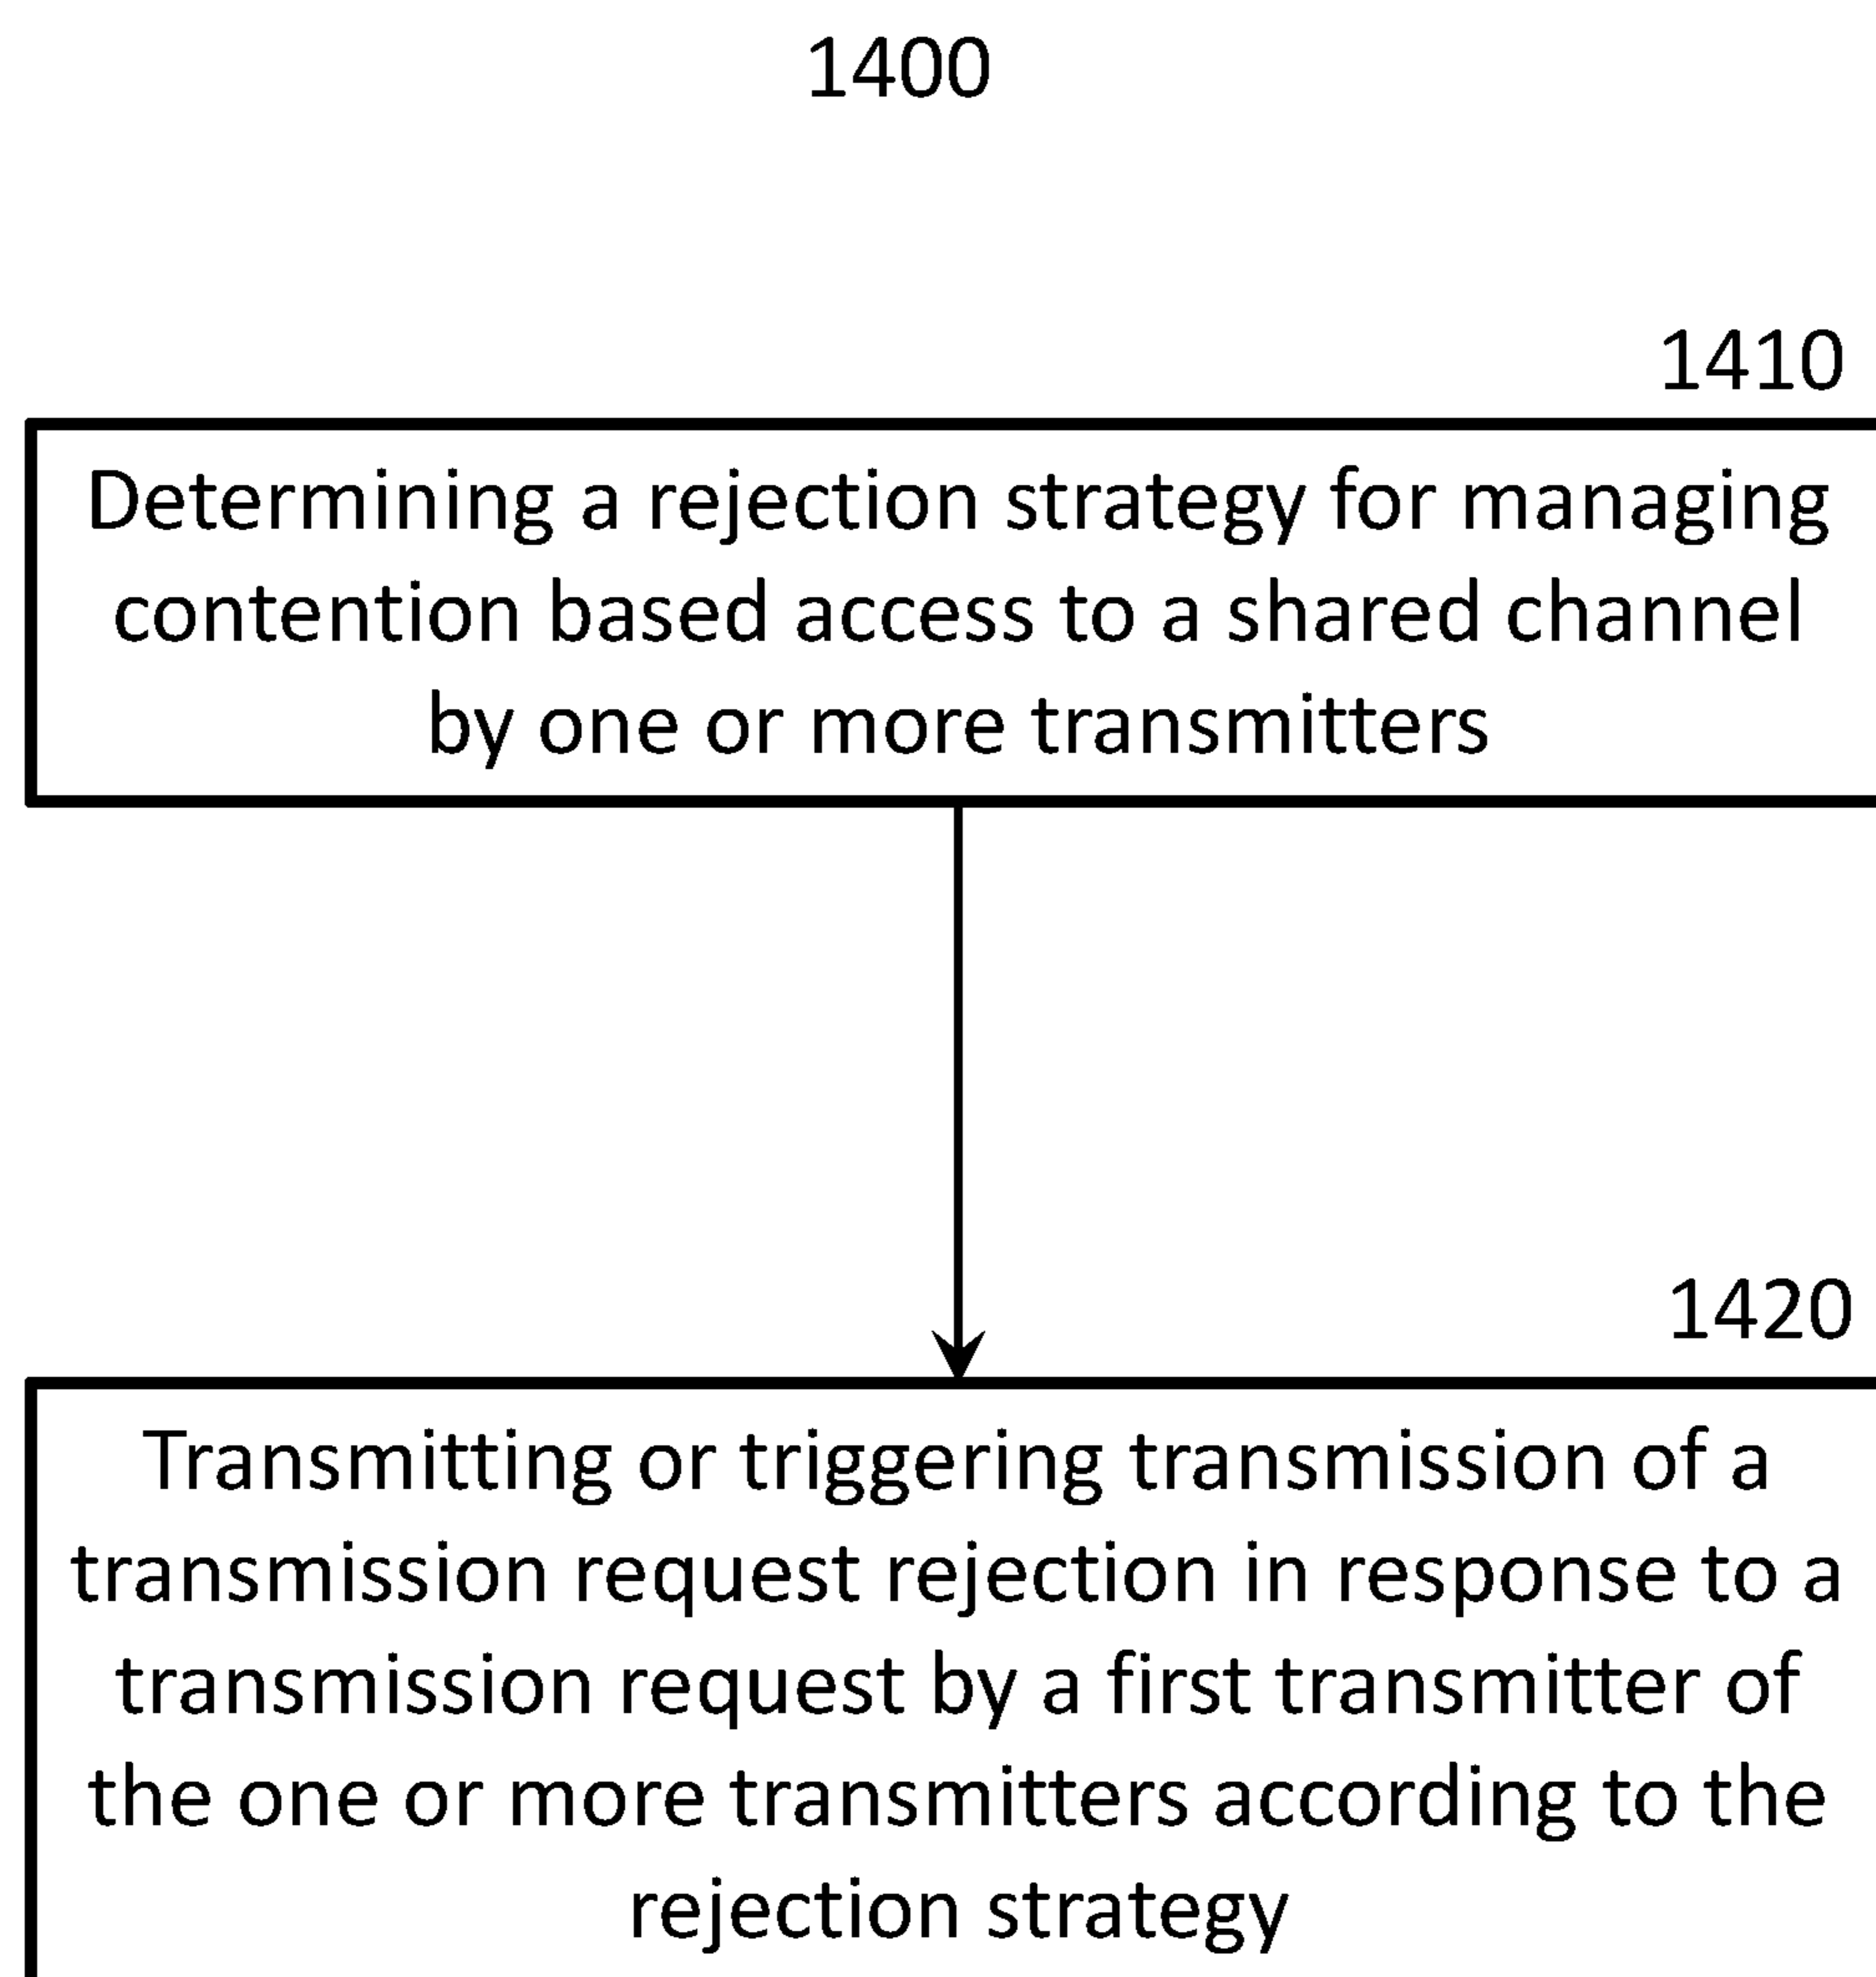 1400
1410
Determining a rejection strategy for managing
contention based access to a shared channel
by one or more transmitters
1420
Transmitting or triggering transmission of a
transmission request rejection in response to a
transmission request by a first transmitter of
the one or more transmitters according to the
rejection strategy